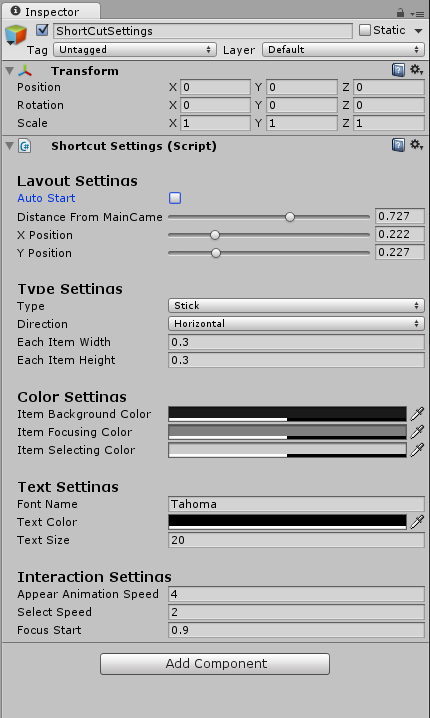 Inspector
ShortCutSettings Static
Tag Untagged Layer Default
Transform
Position X 0 Y 0 Z 0
Rotation X 0 Y 0 Z 0
Scale X 1 Y 1 Z 1
Shortcut Settings (Script)
Layout Settings
Auto Start
Distance From MainCame 0.727
X Position 0.222
Y Position 0.227
Type Settings
Type Stick
Direction Horizontal
Each Item Width 0.3
Each Item Height 0.3
Color Settings
Item Background Color
Item Focusing Color
Item Selecting Color
Text Settings
Font Name Tahoma
Text Color
Text Size 20
Interaction Settings
Appear Animation Speed 4
Select Speed 2
Focus Start 0.9
Add Component